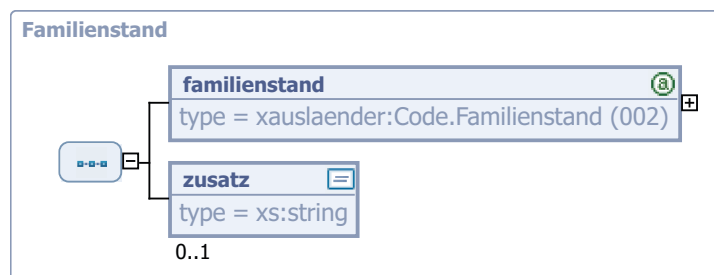 Familienstand
familienstand
type = xauslaender:Code.Familienstand (002)
zusatz
type = xs:string
0..1